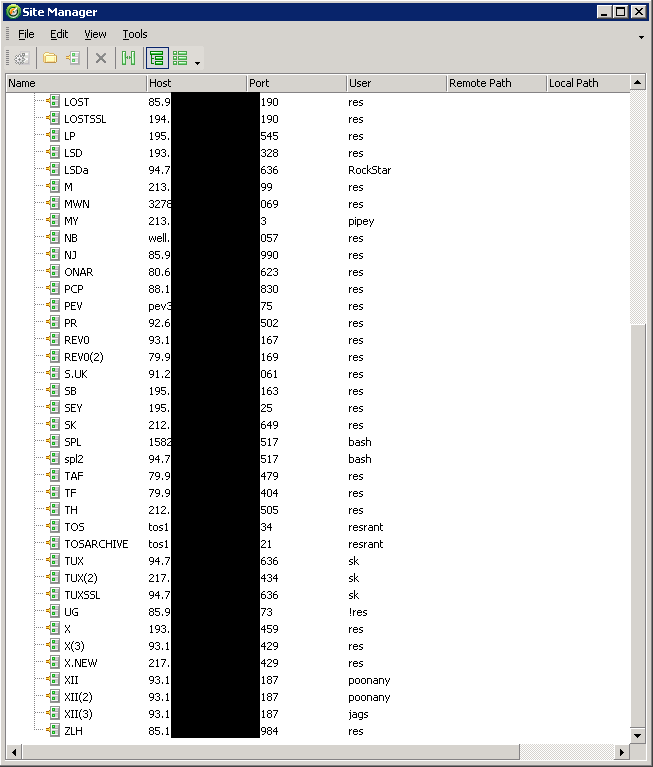 Site Manager
File Edit View Tools
Name Host Port User Remote Path Local Path
LOST 85.9 190 res
LOSTSSL 194. 190 res
LP 195. 545 res
LSD 193. 328 res
LSDa 94.7 636 RockStar
M 213. 99 res
MWN 3278 069 res
MY 213. 3 pipey
NB well. 057 res
NJ 85.9 990 res
ONAR 80.6 623 res
PCP 88.1 830 res
PEV pev3 75 res
PR 92.6 502 res
REV0 93.1 167 res
REV0(2) 79.9 169 res
S.UK 91.2 061 res
SB 195. 163 res
SEY 195. 25 res
SK 212. 649 res
SPL 1582 517 bash
spl2 94.7 517 bash
TAF 79.9 479 res
TF 79.9 404 res
TH 212. 505 res
TOS tos1 34 resrant
TOSARCHIVE tos1 21 resrant
TUX 94.7 636 sk
TUX(2) 217. 434 sk
TUXSSL 94.7 636 sk
UG 85.9 73 !res
X 193. 459 res
X(3) 93.1 429 res
X.NEW 217. 429 res
XII 93.1 187 poonany
XII(2) 93.1 187 poonany
XII(3) 93.1 187 jags
ZLH 85.1 984 res